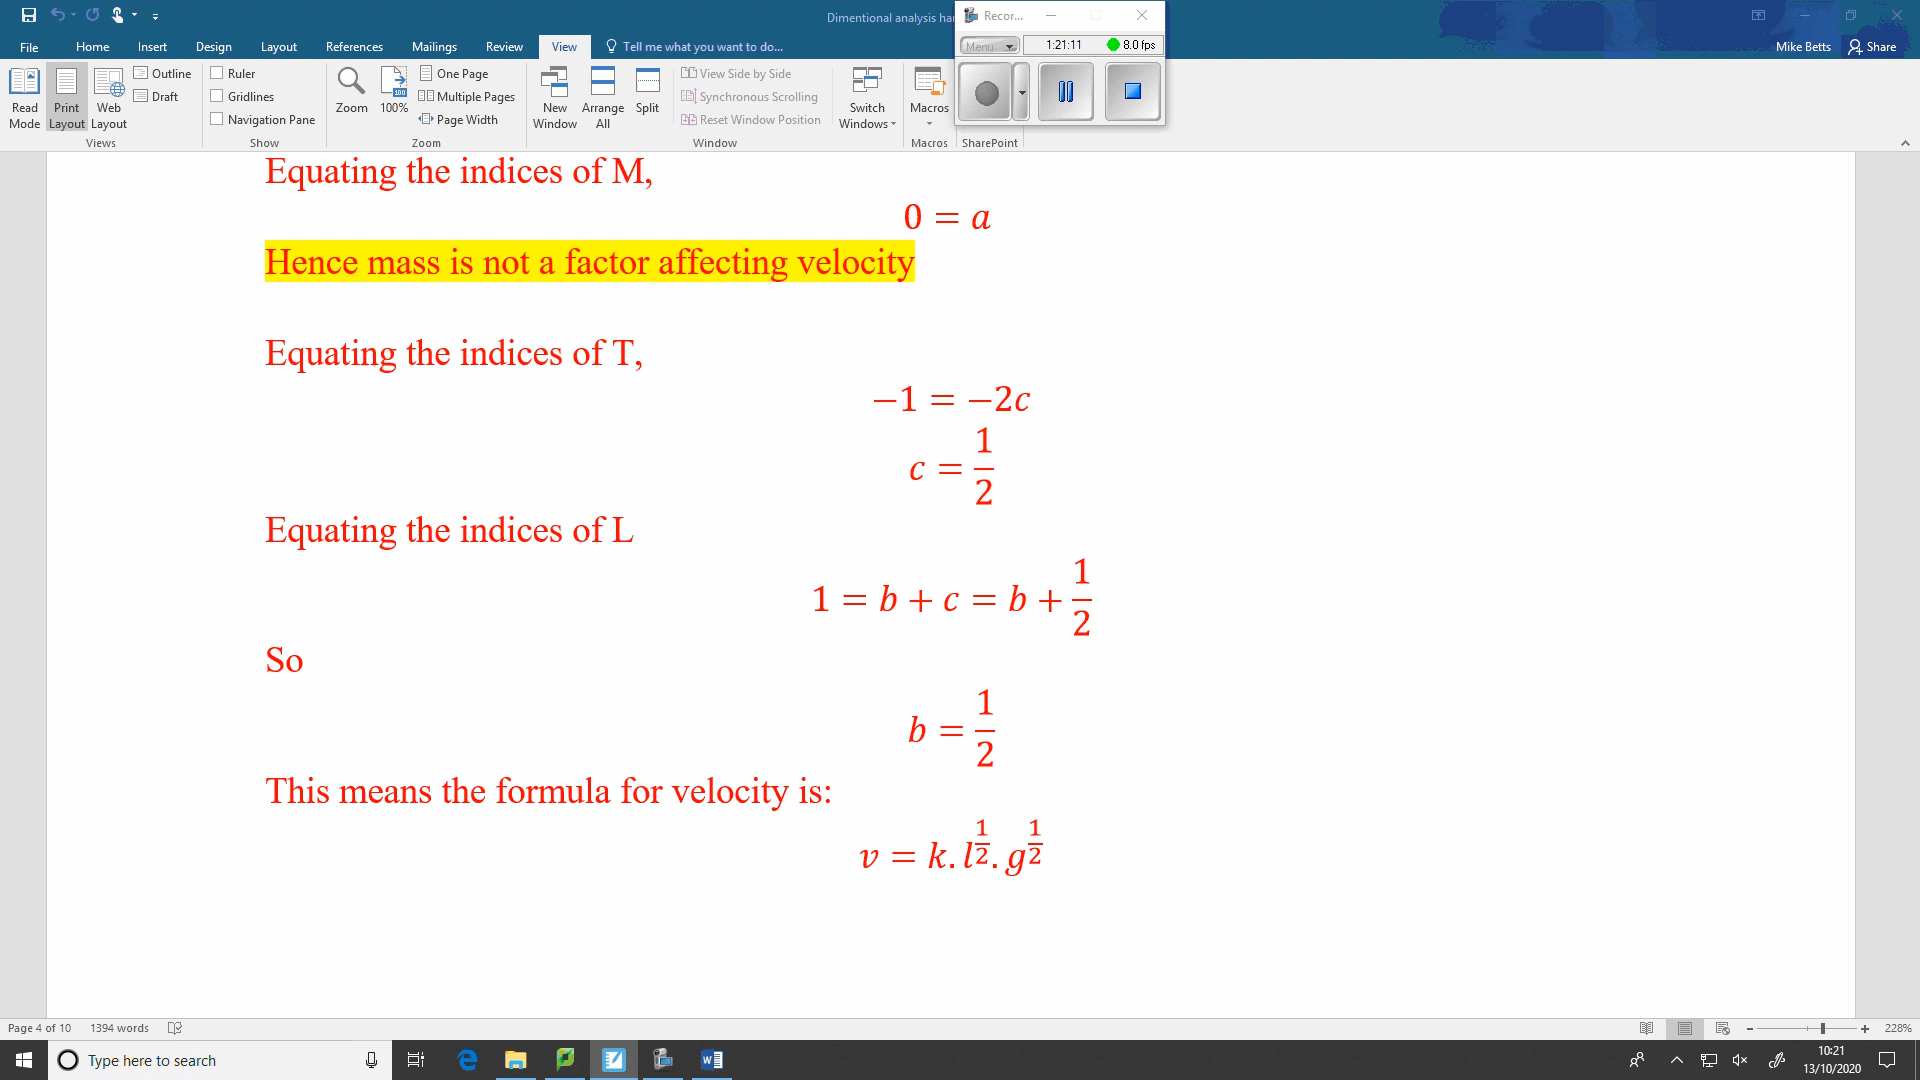 Dimentional analysis ha
Recor...
Menu
1:21:11
8.0 fps
File Home Insert Design Layout References Mailings Review View Tell me what you want to do...
Mike Betts Share
Read Mode
Print Layout
Web Layout
Outline
Draft
Views
Ruler
Gridlines
Navigation Pane
Show
Zoom
100
100%
One Page
Multiple Pages
Page Width
Zoom
New Window
Arrange All
Split
View Side by Side
Synchronous Scrolling
Reset Window Position
Window
Switch Windows
Macros
Macros
SharePoint
Equating the indices of M,
0 = a
Hence mass is not a factor affecting velocity
Equating the indices of T,
−1 = −2c
c = 1/2
Equating the indices of L
1 = b + c = b + 1/2
So
b = 1/2
This means the formula for velocity is:
v = k. l^(1/2). g^(1/2)
Page 4 of 10 1394 words
228%
Type here to search
10:21
13/10/2020